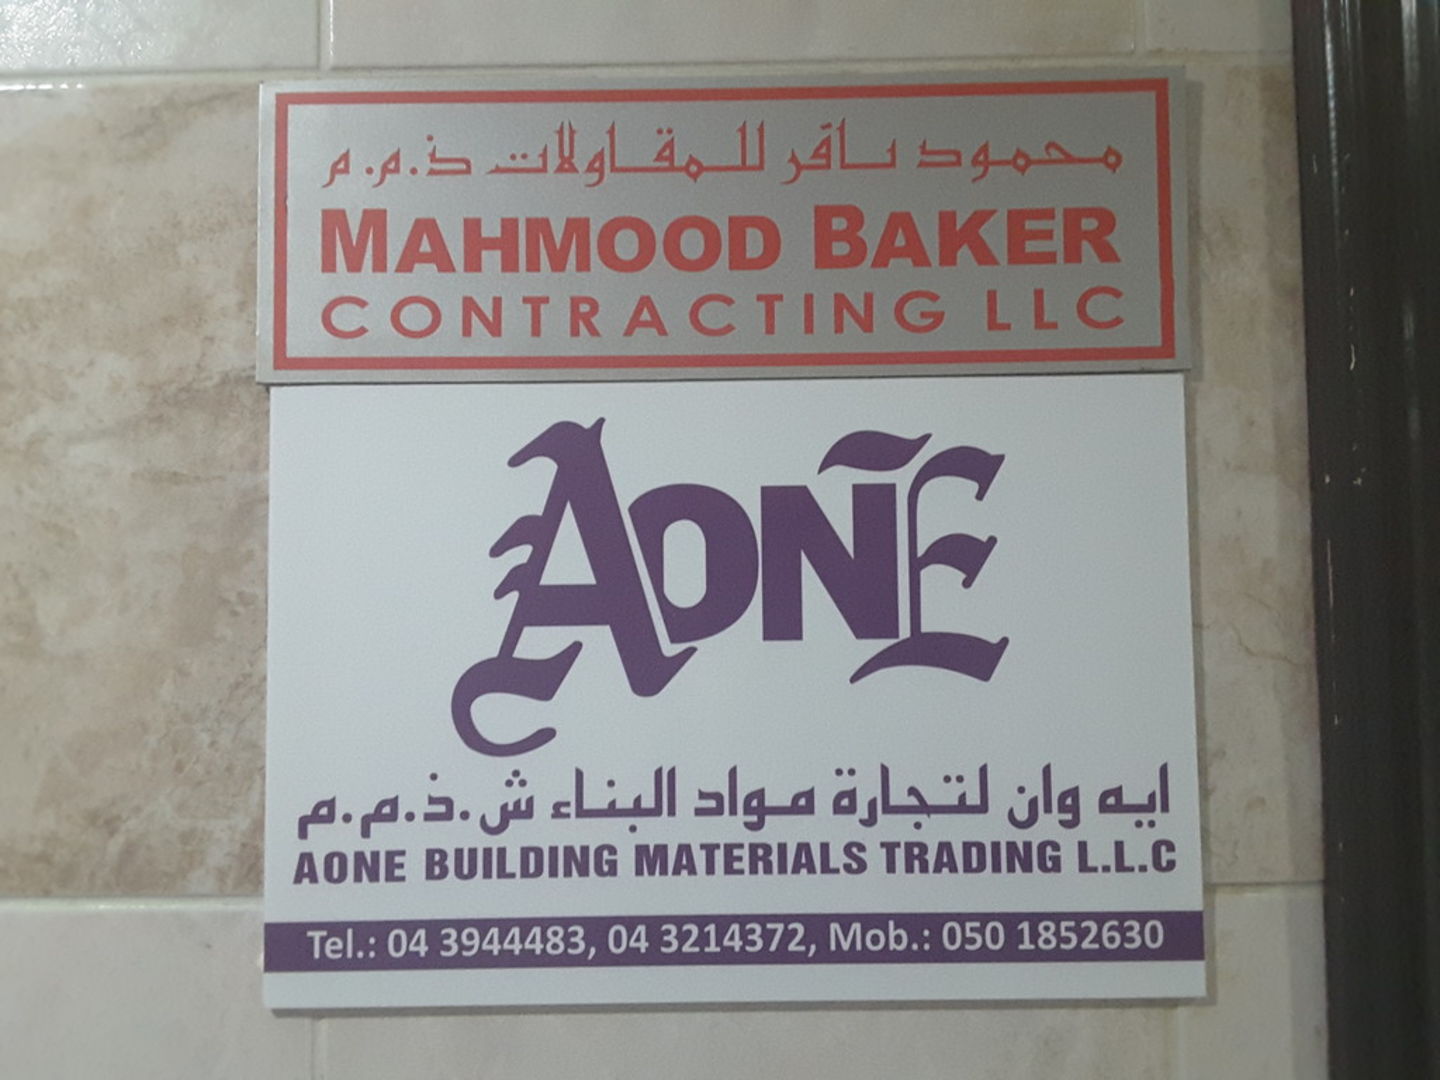 محمود باقر للمقاولات ذ.م.م
MAHMOOD BAKER
CONTRACTING LLC
AONE
ايه وان لتجارة مواد البناء ش.ذ.م.م
AONE BUILDING MATERIALS TRADING L.L.C
Tel.: 04 3944483, 04 3214372, Mob.: 050 1852630